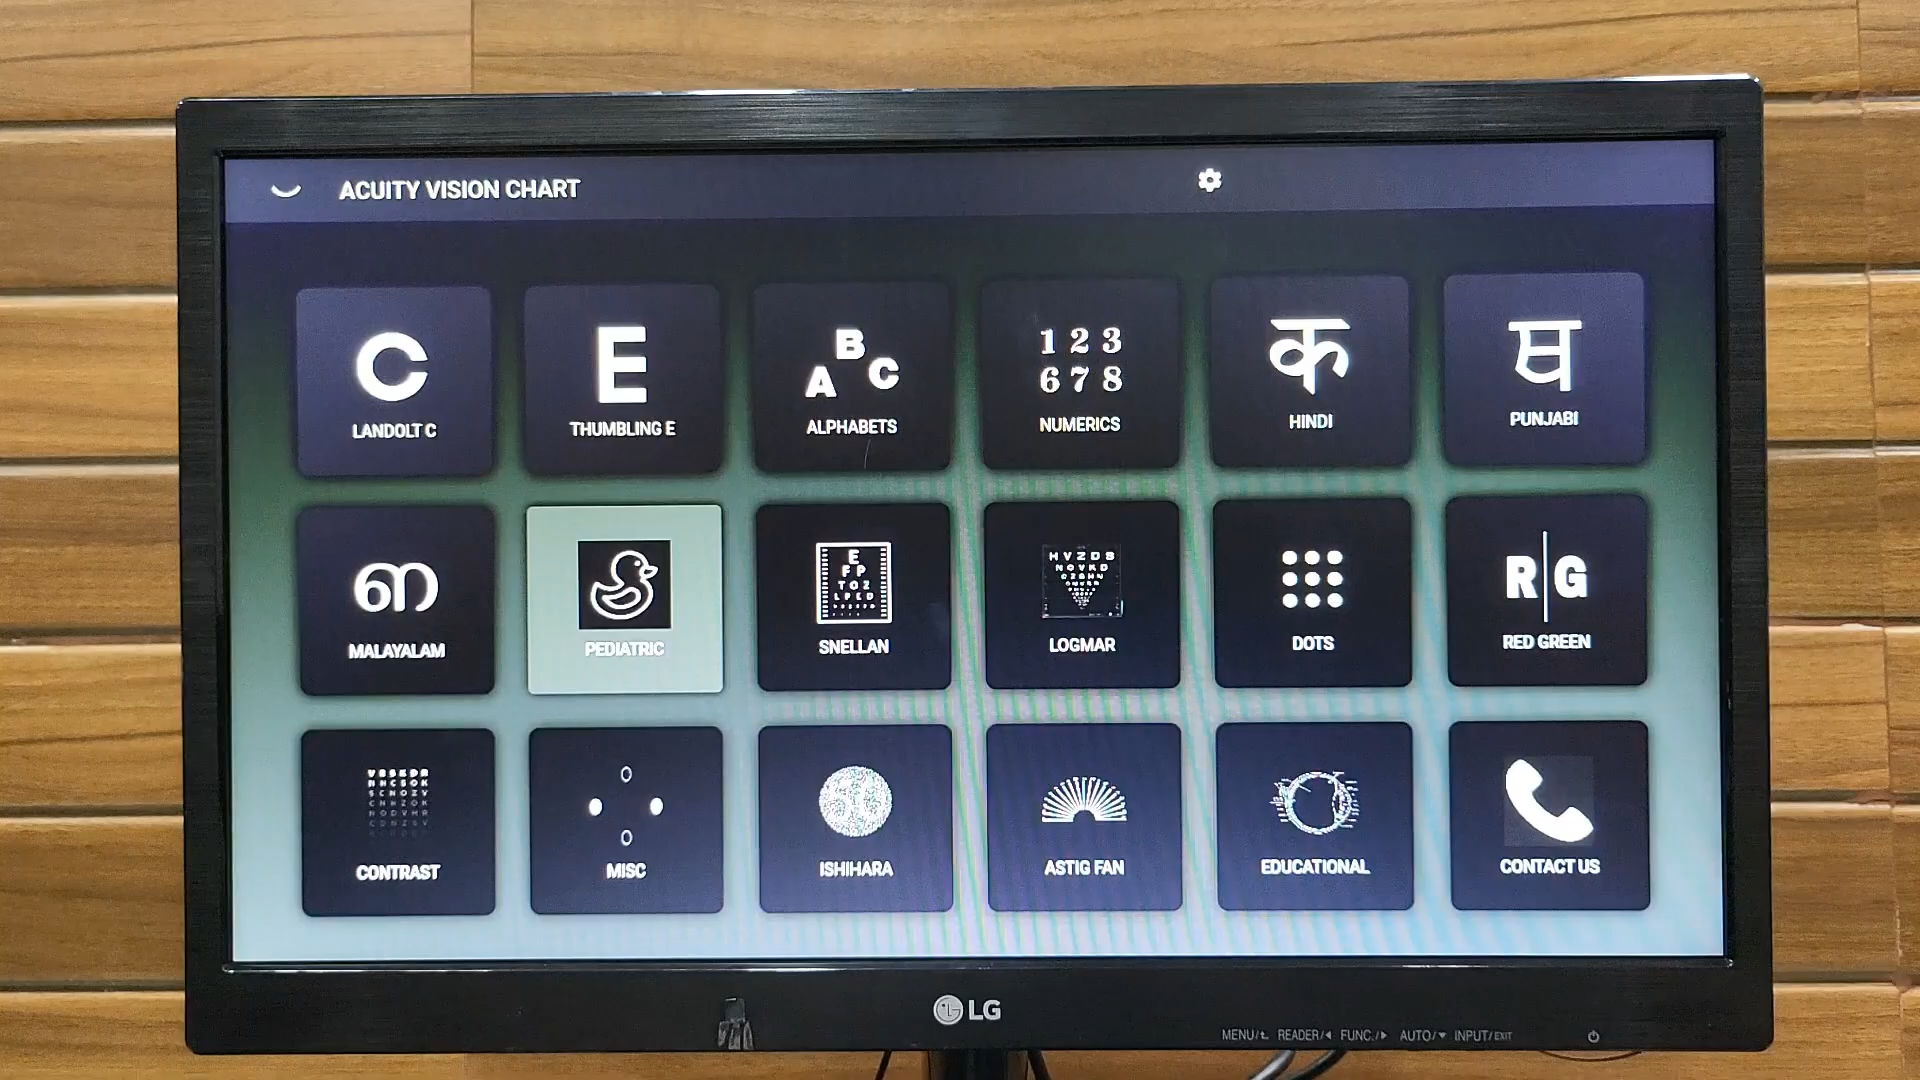 ACUITY VISION CHART
C
LANDOLT C
E
THUMBLING E
A B C
ALPHABETS
1 2 3
6 7 8
NUMERICS
क
HINDI
ਬ
PUNJABI
ണ
MALAYALAM
PEDIATRIC
E
F P
T O Z
L P E D
SNELLAN
H V Z D S
N C V K D
LOGMAR
DOTS
R|G
RED GREEN
CONTRAST
MISC
ISHIHARA
ASTIG FAN
EDUCATIONAL
CONTACT US
LG
MENU/ READER/ FUNC./ AUTO/ INPUT/EXIT